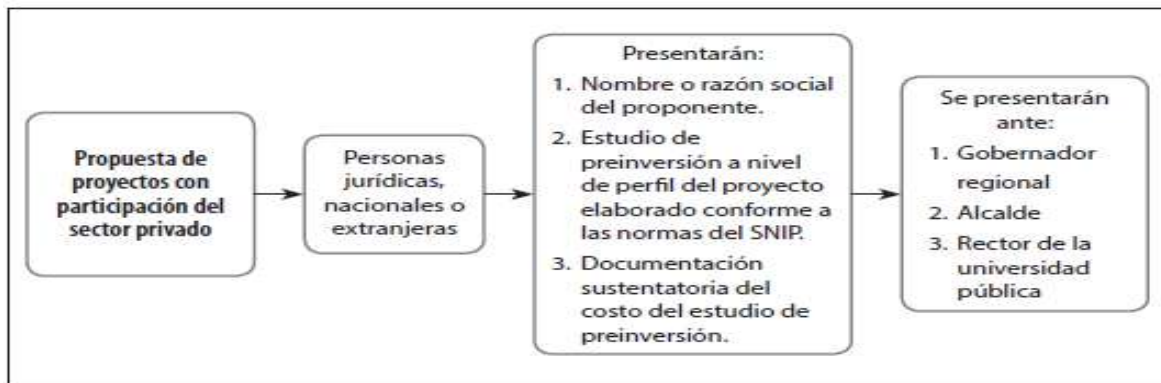 Propuesta de
proyectos con
participación del
sector privado
Personas
jurídicas,
nacionales o
extranjeras
Presentarán:
1. Nombre o razón social
del proponente.
2. Estudio de
preinversión a nivel
de perfil del proyecto
elaborado conforme a
las normas del SNIP.
3. Documentación
sustentatoria del
costo del estudio de
preinversión.
Se presentarán
ante:
1. Gobernador
regional
2. Alcalde
3. Rector de la
universidad
pública